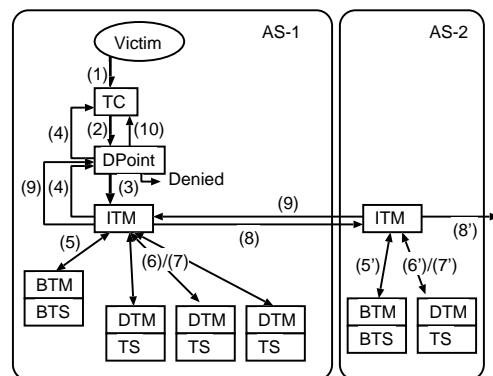 AS-1
AS-2
Victim
(1)
TC
(4)
(2)
(10)
DPoint
(9)
(4)
(3)
Denied
ITM
(9)
ITM
(8)
(8')
(5)
(6)/(7)
(5')
(6')/(7')
BTM
BTS
DTM
TS
DTM
TS
DTM
TS
BTM
BTS
DTM
TS